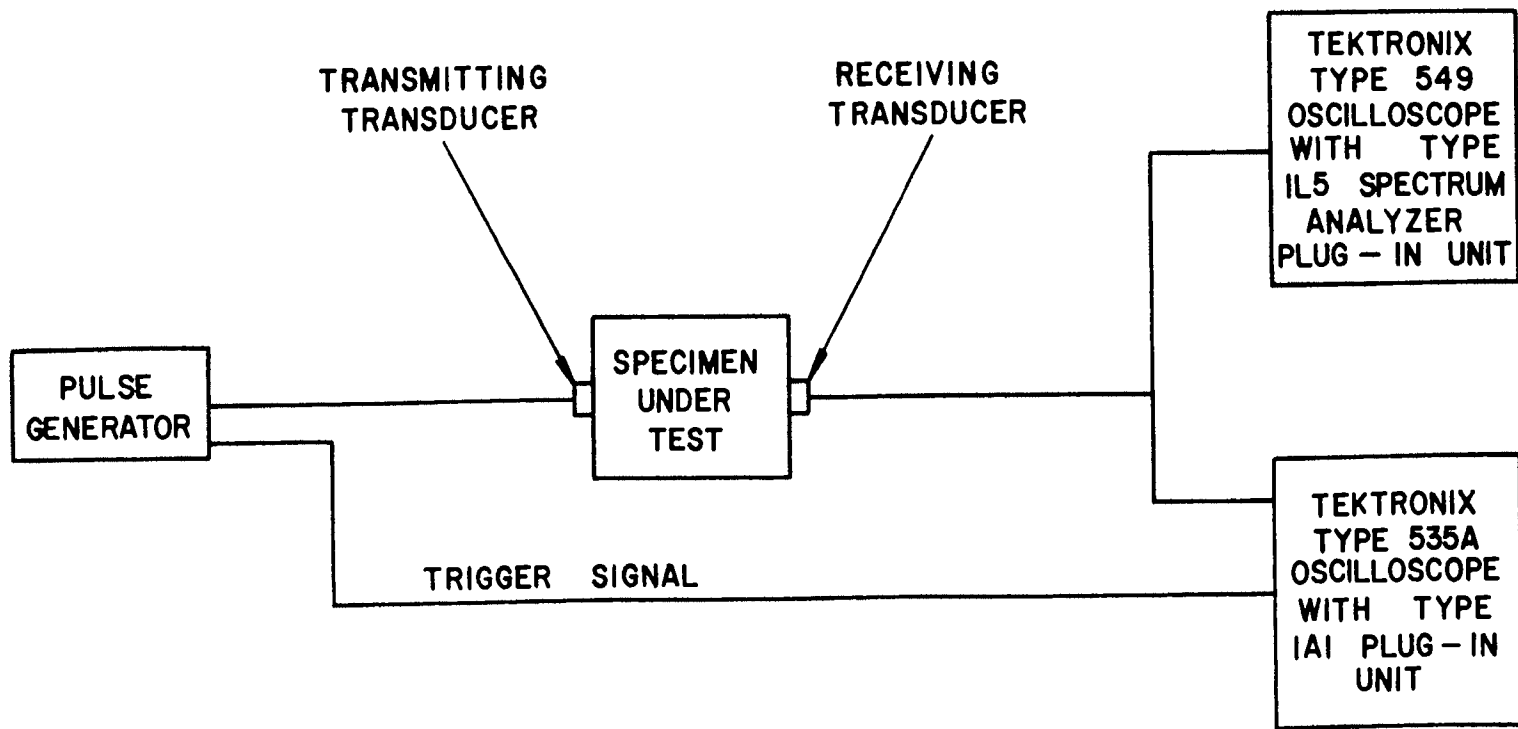 TRANSMITTING
TRANSDUCER
RECEIVING
TRANSDUCER
TEKTRONIX
TYPE 549
OSCILLOSCOPE
WITH TYPE
IL5 SPECTRUM
ANALYZER
PLUG-IN UNIT
PULSE
GENERATOR
SPECIMEN
UNDER
TEST
TRIGGER SIGNAL
TEKTRONIX
TYPE 535A
OSCILLOSCOPE
WITH TYPE
IAI PLUG-IN
UNIT